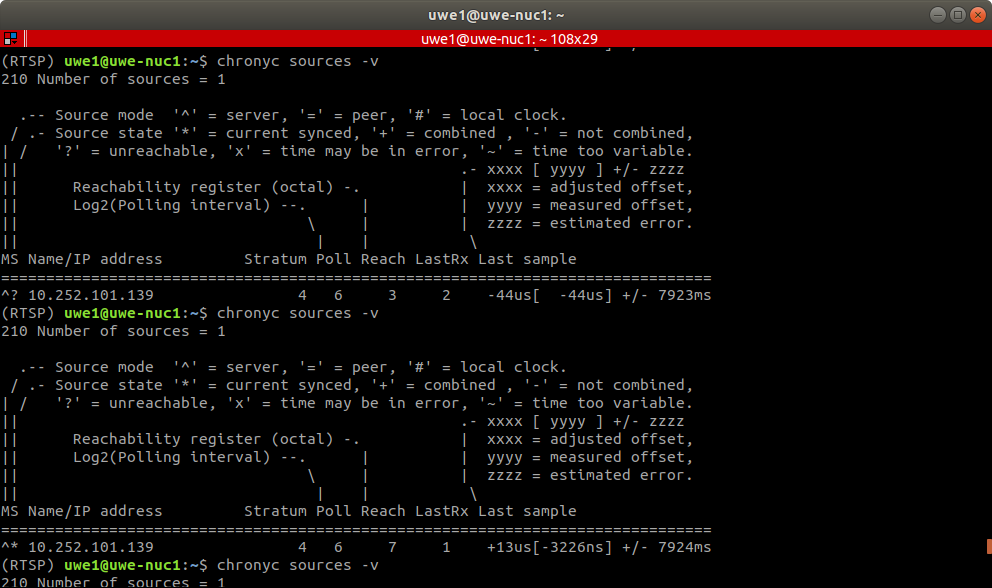 uwe1@uwe-nuc1: ~
uwe1@uwe-nuc1: ~ 108x29
(RTSP) uwe1@uwe-nuc1:~$ chronyc sources -v
210 Number of sources = 1
  .-- Source mode  '^' = server, '=' = peer, '#' = local clock.
 / .- Source state '*' = current synced, '+' = combined , '-' = not combined,
| /   '?' = unreachable, 'x' = time may be in error, '~' = time too variable.
||                                                 .- xxxx [ yyyy ] +/- zzzz
||      Reachability register (octal) -.           |  xxxx = adjusted offset,
||      Log2(Polling interval) --.      |          |  yyyy = measured offset,
||                                \     |          |  zzzz = estimated error.
||                                 |    |           \
MS Name/IP address         Stratum Poll Reach LastRx Last sample
===============================================================================
^? 10.252.101.139                4   6     3     2    -44us[  -44us] +/- 7923ms
(RTSP) uwe1@uwe-nuc1:~$ chronyc sources -v
210 Number of sources = 1
  .-- Source mode  '^' = server, '=' = peer, '#' = local clock.
 / .- Source state '*' = current synced, '+' = combined , '-' = not combined,
| /   '?' = unreachable, 'x' = time may be in error, '~' = time too variable.
||                                                 .- xxxx [ yyyy ] +/- zzzz
||      Reachability register (octal) -.           |  xxxx = adjusted offset,
||      Log2(Polling interval) --.      |          |  yyyy = measured offset,
||                                \     |          |  zzzz = estimated error.
||                                 |    |           \
MS Name/IP address         Stratum Poll Reach LastRx Last sample
===============================================================================
^* 10.252.101.139                4   6     7     1    +13us[-3226ns] +/- 7924ms
(RTSP) uwe1@uwe-nuc1:~$ chronyc sources -v
210 Number of sources = 1